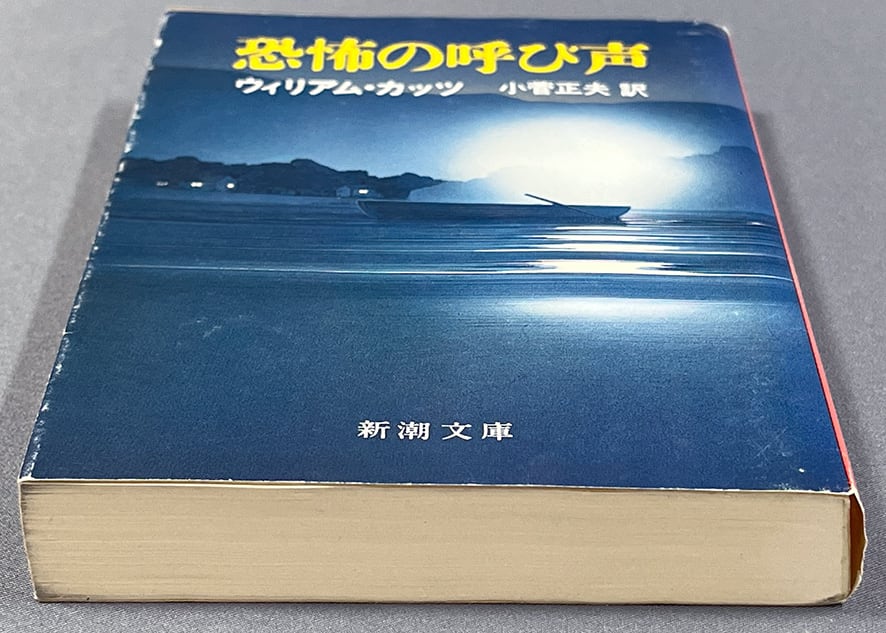 恐怖の呼び声
ウィリアム・カッツ 小菅正夫 訳
新潮文庫